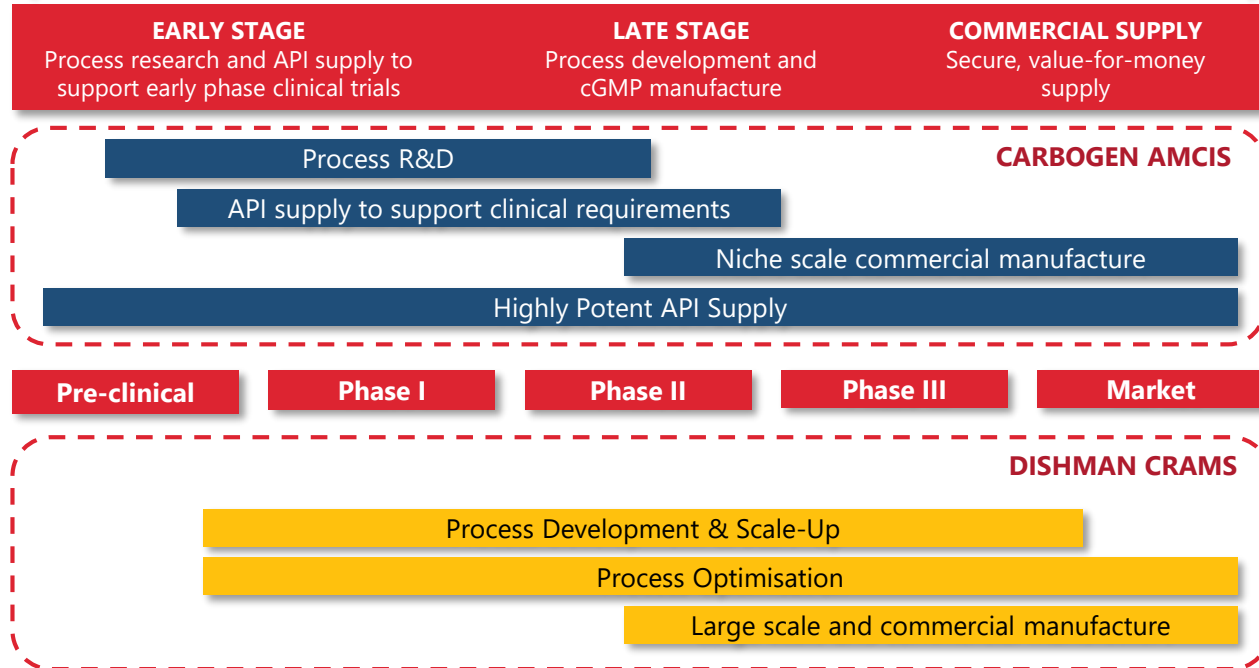 EARLY STAGE
Process research and API supply to
support early phase clinical trials
LATE STAGE
Process development and
cGMP manufacture
COMMERCIAL SUPPLY
Secure, value-for-money
supply
CARBOGEN AMCIS
Process R&D
API supply to support clinical requirements
Niche scale commercial manufacture
Highly Potent API Supply
Pre-clinical
Phase I
Phase II
Phase III
Market
DISHMAN CRAMS
Process Development & Scale-Up
Process Optimisation
Large scale and commercial manufacture